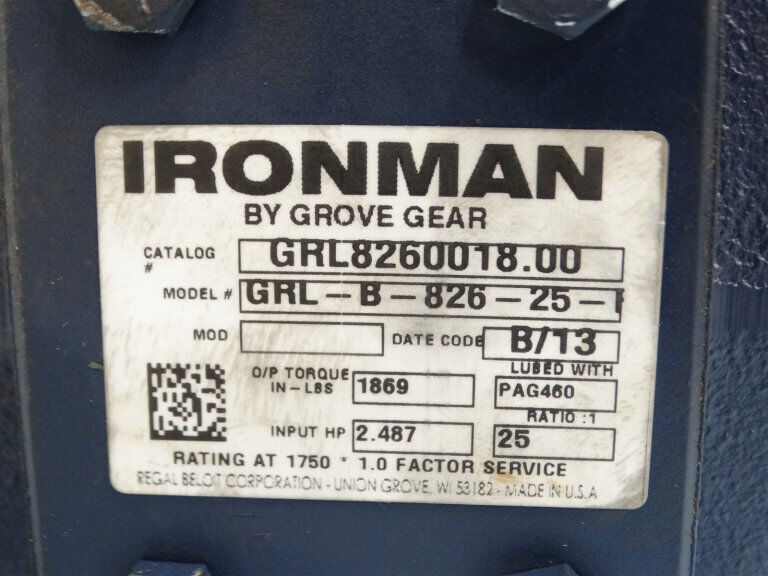 IRONMAN
BY GROVE GEAR
CATALOG # GRL8260018.00
MODEL # GRL-B-826-25-
MOD DATE CODE B/13
LUBED WITH
O/P TORQUE IN-LBS 1869 PAG460
RATIO :1
INPUT HP 2.487 25
RATING AT 1750 * 1.0 FACTOR SERVICE
REGAL BELOIT CORPORATION - UNION GROVE, WI 53182 - MADE IN U.S.A